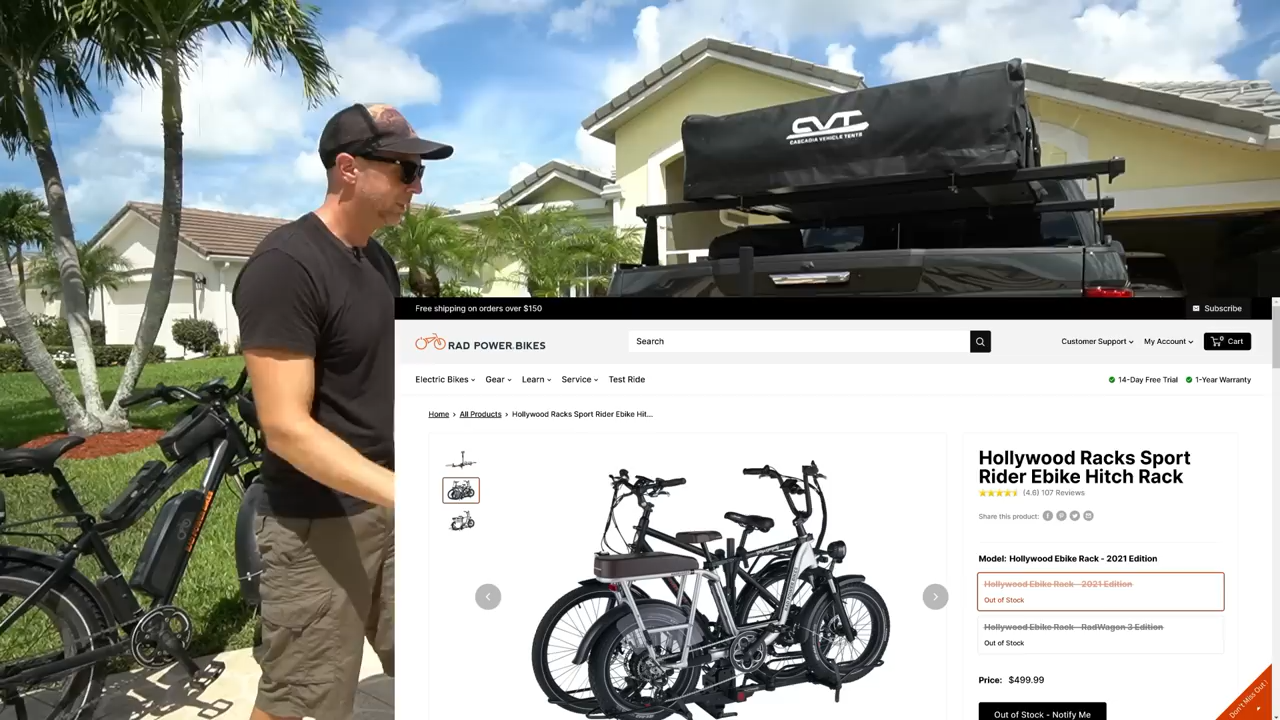 CVT
CASCADIA VEHICLE TENTS
Free shipping on orders over $150
Subscribe
RAD POWER BIKES
Search
Customer Support
My Account
0
Cart
Electric Bikes
Gear
Learn
Service
Test Ride
14-Day Free Trial
1-Year Warranty
Home > All Products > Hollywood Racks Sport Rider Ebike Hit...
Hollywood Racks Sport
Rider Ebike Hitch Rack
(4.6) 107 Reviews
Share this product:
Model: Hollywood Ebike Rack - 2021 Edition
Hollywood Ebike Rack - 2021 Edition
Out of Stock
Hollywood Ebike Rack - RadWagon 3 Edition
Out of Stock
Price: $499.99
Out of Stock - Notify Me
Don't Miss Out!